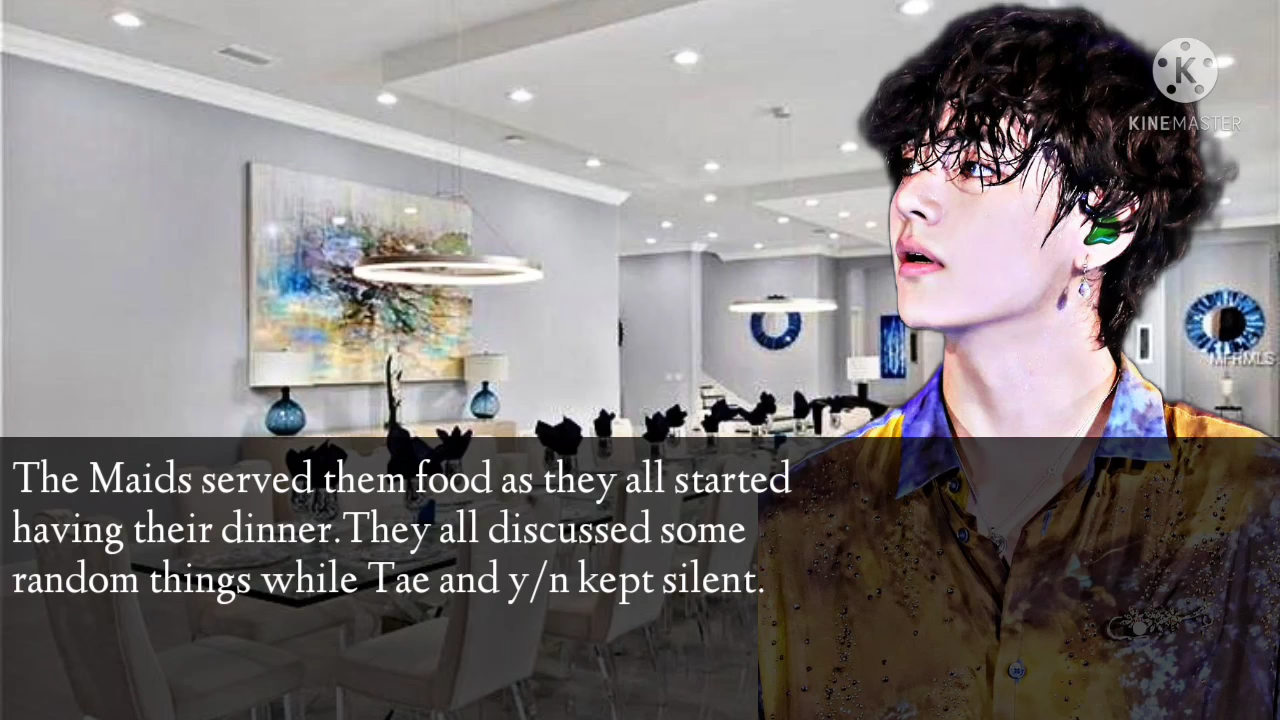 KINEMASTER
MFRMLS
The Maids served them food as they all started
having their dinner.They all discussed some
random things while Tae and y/n kept silent.